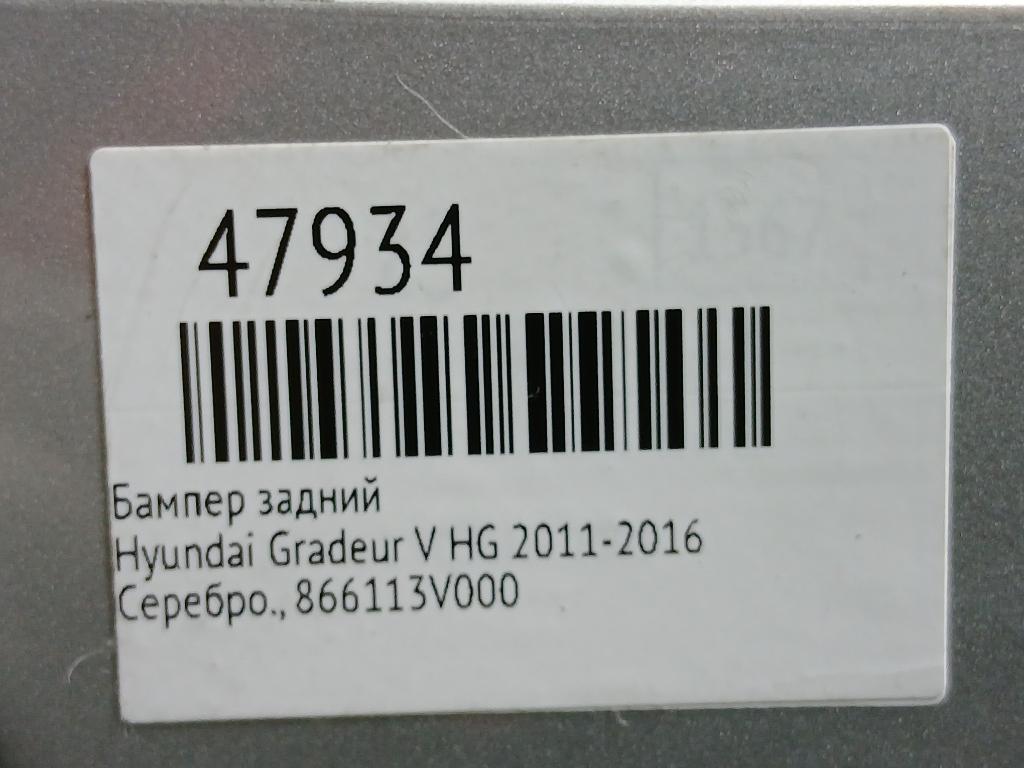 47934
Бампер задний
Hyundai Gradeur V HG 2011-2016
Серебро., 866113V000